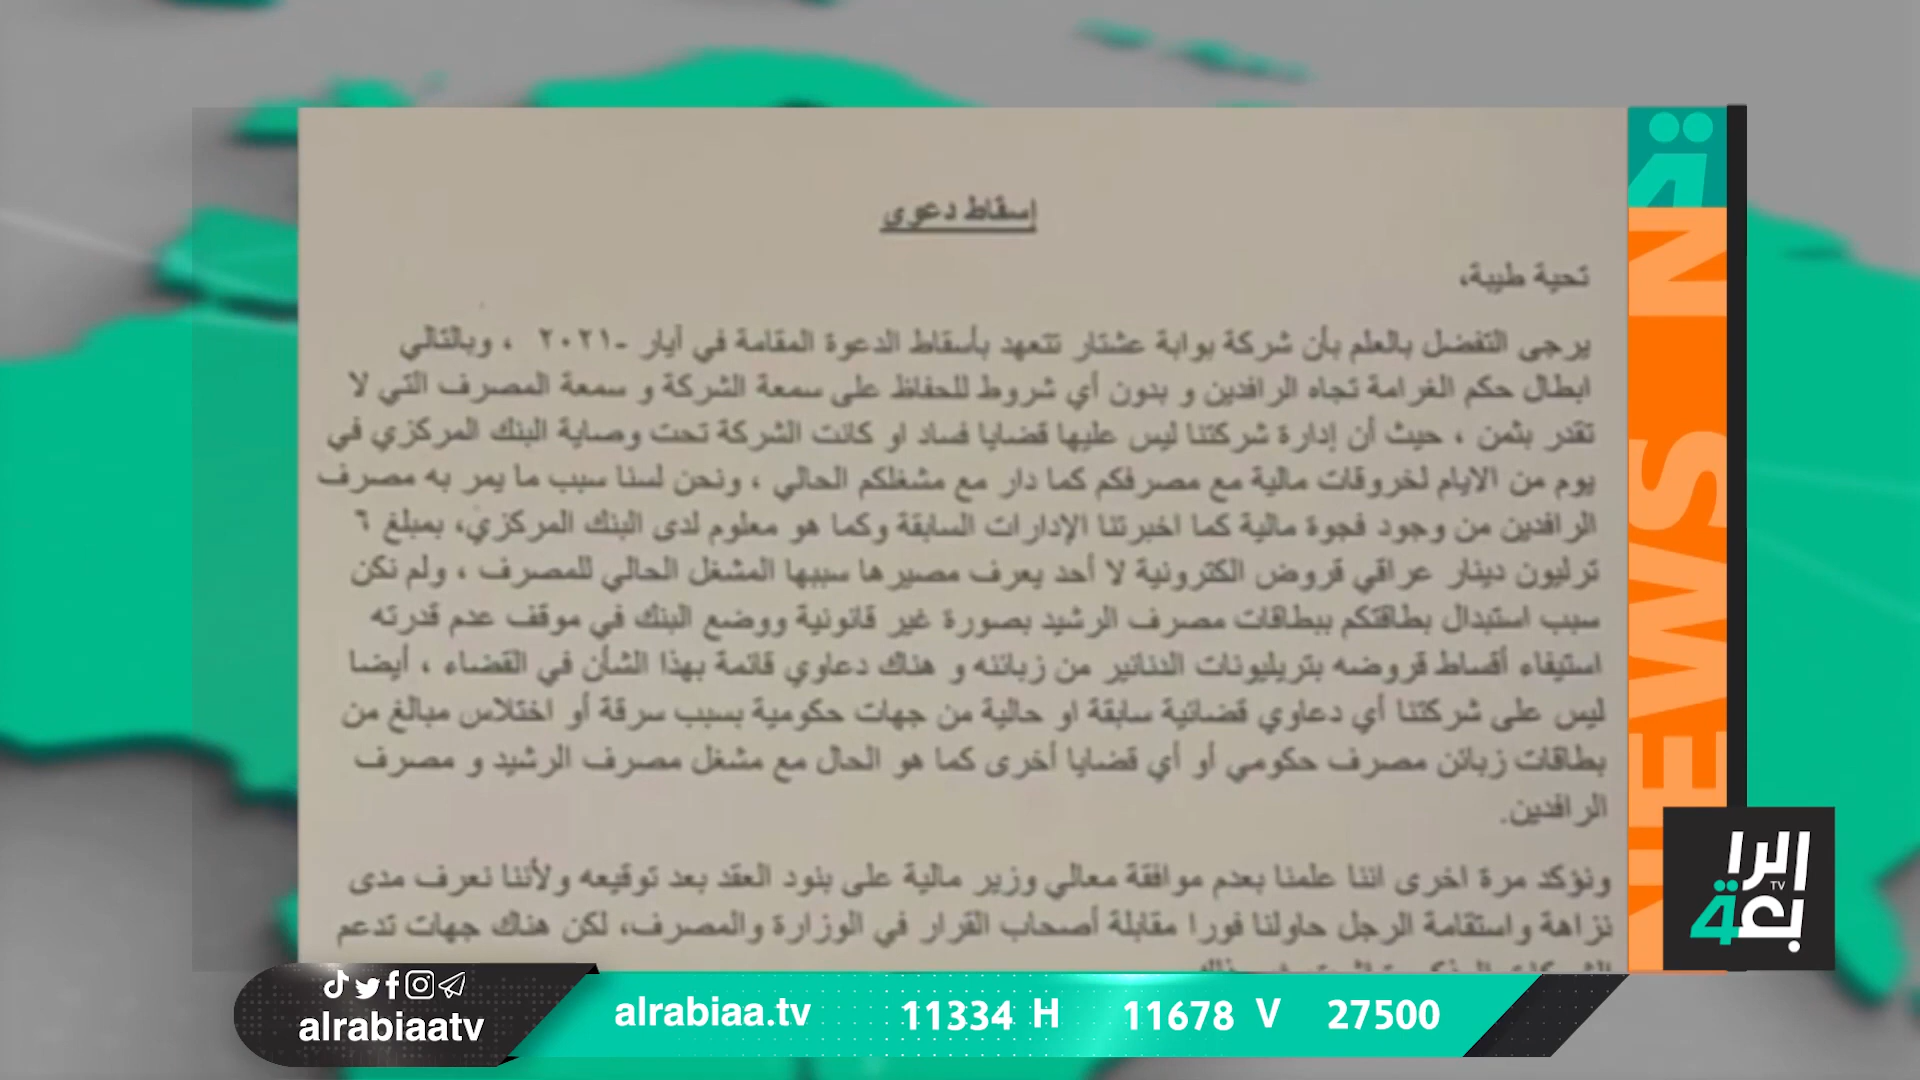 إسقاط دعوى
تحية طيبة،
يرجى التفضل بالعلم بأن شركة بوابة عشتار تتعهد بأسقاط الدعوة المقامة في أيار -٢٠٢١ ، وبالتالي
ابطال حكم الغرامة تجاه الرافدين و بدون أي شروط للحفاظ على سمعة الشركة و سمعة المصرف التي لا
تقدر بثمن ، حيث أن إدارة شركتنا ليس عليها قضايا فساد او كانت الشركة تحت وصاية البنك المركزي في
يوم من الايام لخروقات مالية مع مصرفكم كما دار مع مشغلكم الحالي ، ونحن لسنا سبب ما يمر به مصرف
الرافدين من وجود فجوة مالية كما اخبرتنا الإدارات السابقة وكما هو معلوم لدى البنك المركزي، بمبلغ ٦
ترليون دينار عراقي قروض الكترونية لا أحد يعرف مصيرها سببها المشغل الحالي للمصرف ، ولم نكن
سبب استبدال بطاقتكم ببطاقات مصرف الرشيد بصورة غير قانونية ووضع البنك في موقف عدم قدرته
استيفاء أقساط قروضه بتريليونات الدنانير من زبائنه و هناك دعاوي قائمة بهذا الشأن في القضاء ، أيضا
ليس على شركتنا أي دعاوي قضائية سابقة او حالية من جهات حكومية بسبب سرقة أو اختلاس مبالغ من
بطاقات زبائن مصرف حكومي أو أي قضايا أخرى كما هو الحال مع مشغل مصرف الرشيد و مصرف
الرافدين.
ونؤكد مرة اخرى اننا علمنا بعدم موافقة معالي وزير مالية على بنود العقد بعد توقيعه ولأننا نعرف مدى
نزاهة واستقامة الرجل حاولنا فورا مقابلة أصحاب القرار في الوزارة والمصرف، لكن هناك جهات تدعم
NEWS N
الرابعة
TV
4
alrabiaatv
alrabiaa.tv 11334 H 11678 V 27500